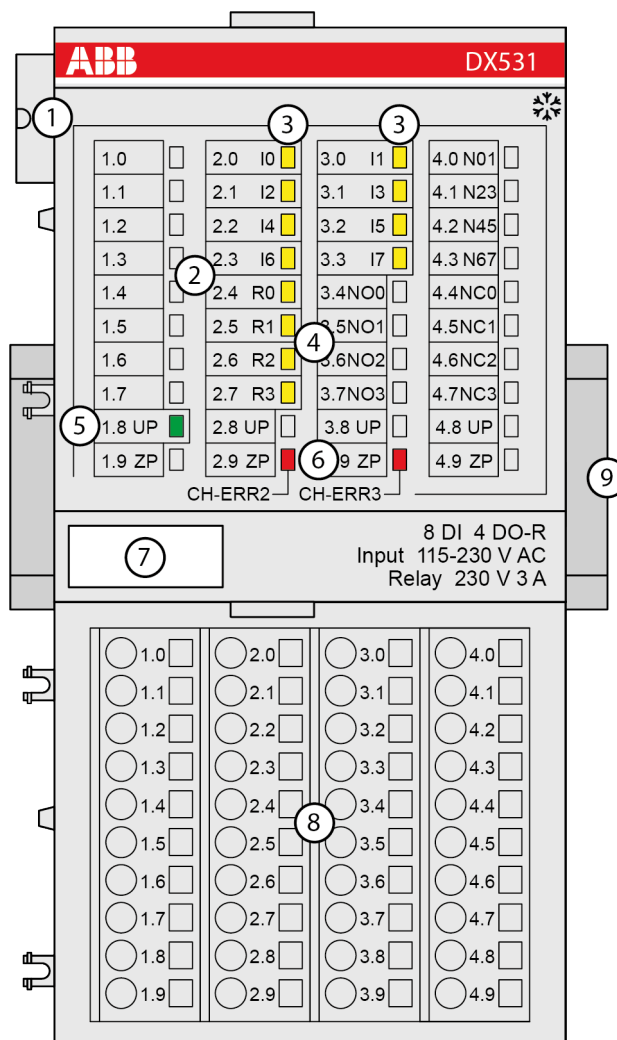 ABB DX531
1 3 3
1.0 2.0 I0 3.0 I1 4.0 N01
1.1 2.1 I2 3.1 I3 4.1 N23
1.2 2.2 I4 3.2 I5 4.2 N45
1.3 2.3 I6 3.3 I7 4.3 N67
2
1.4 2.4 R0 3.4NO0 4.4NC0
1.5 2.5 R1 .5NO1 4.5NC1
4
1.6 2.6 R2 .6NO2 4.6NC2
1.7 2.7 R3 3.7NO3 4.7NC3
5 1.8 UP 2.8 UP 3.8 UP 4.8 UP
1.9 ZP 2.9 ZP 6 9 ZP 4.9 ZP
9
CH-ERR2 CH-ERR3
8 DI 4 DO-R
7 Input 115-230 V AC
Relay 230 V 3 A
1.0 2.0 3.0 4.0
1.1 2.1 3.1 4.1
1.2 2.2 3.2 4.2
1.3 2.3 3.3 4.3
1.4 2.4 3.4 4.4
8
1.5 2.5 3.5 4.5
1.6 2.6 3.6 4.6
1.7 2.7 3.7 4.7
1.8 2.8 3.8 4.8
1.9 2.9 3.9 4.9